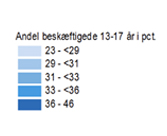 Andel beskæftigede 13-17 år i pct.
23 - <29
29 - <31
31 - <33
33 - <36
36 - 46